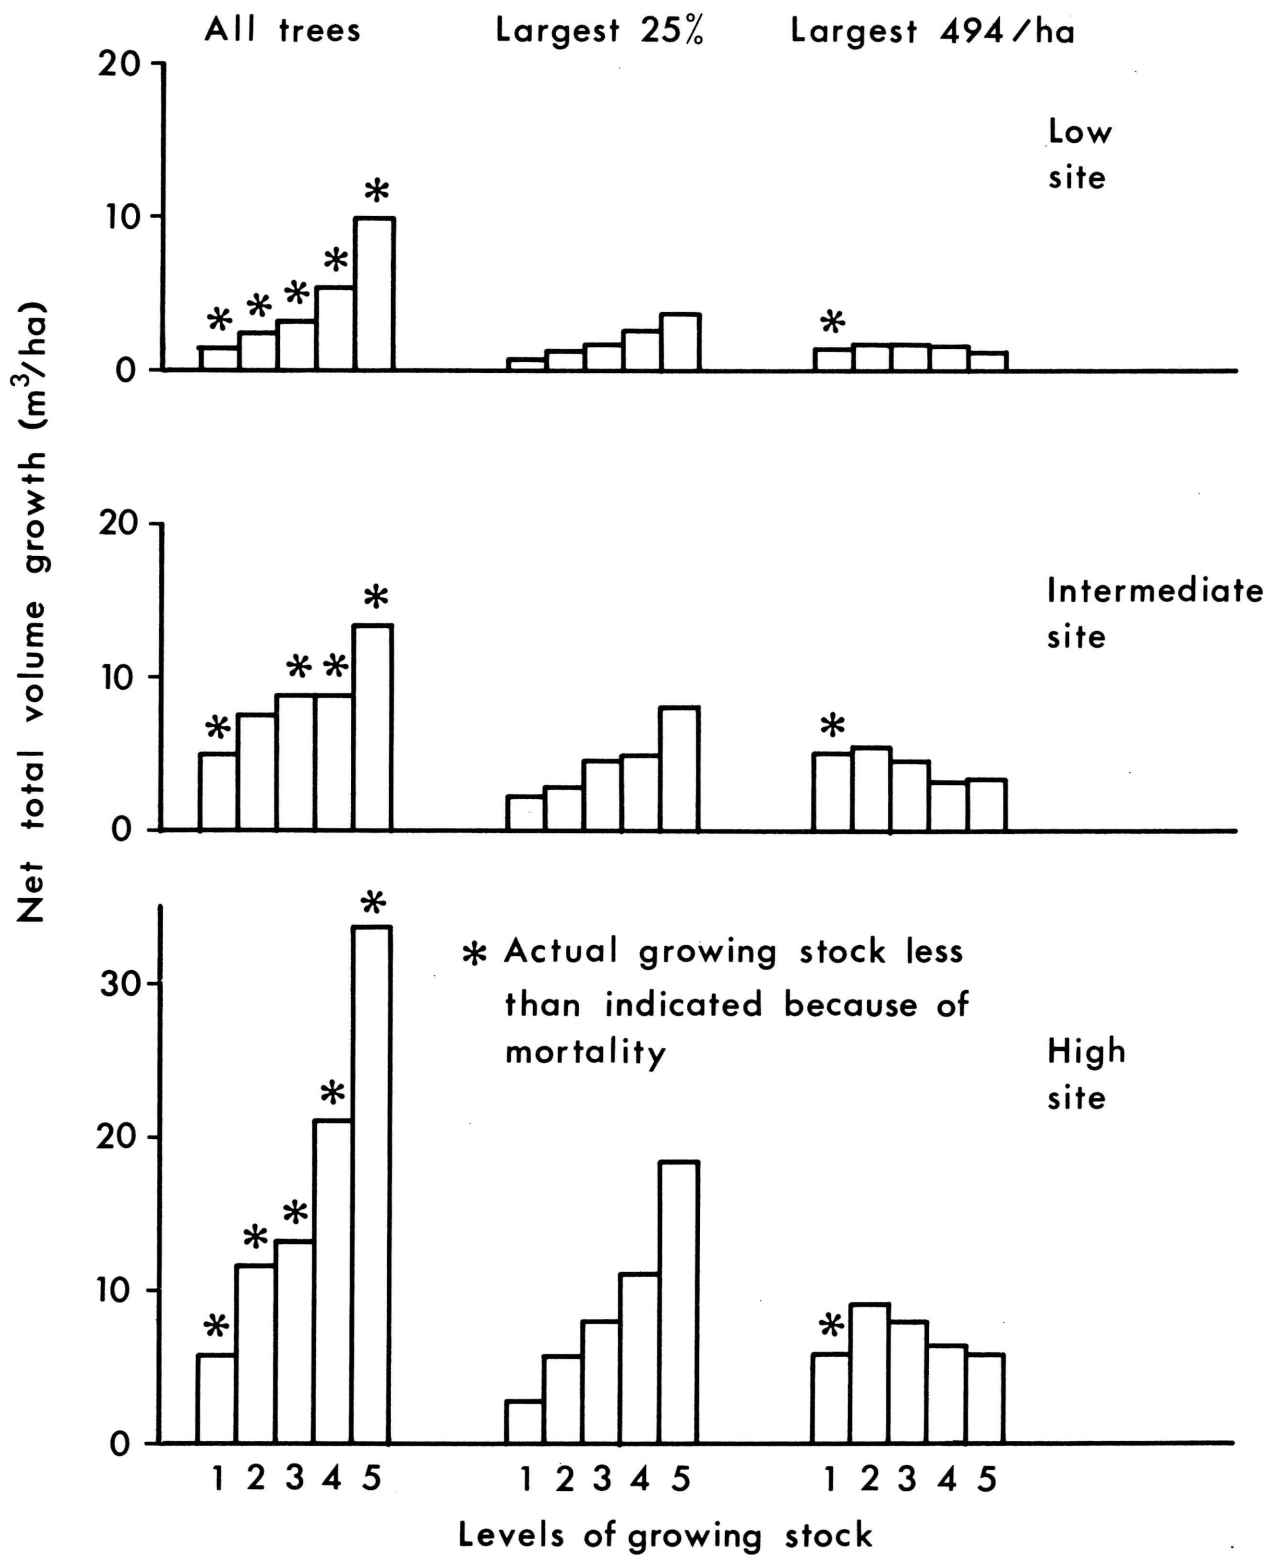 All trees Largest 25% Largest 494/ha
20
10
0
Low
site
*
*
*
*
*
*
Net total volume growth (m³/ha)
20
10
0
Intermediate
site
*
*
*
*
*
30
20
10
0
High
site
*
*
*
*
*
*
* Actual growing stock less
than indicated because of
mortality
1 2 3 4 5 1 2 3 4 5 1 2 3 4 5
Levels of growing stock